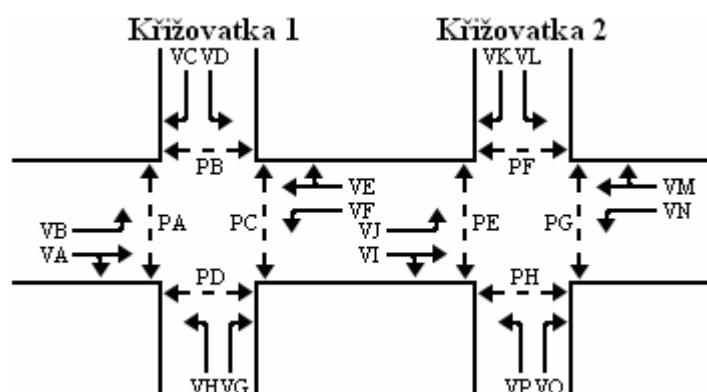 Křižovatka 1 Křižovatka 2
VC VD VK VL
PB PF
VE VM
VB PA PC VF VJ PE PG VN
VA VI
PD PH
VH VG VP VO